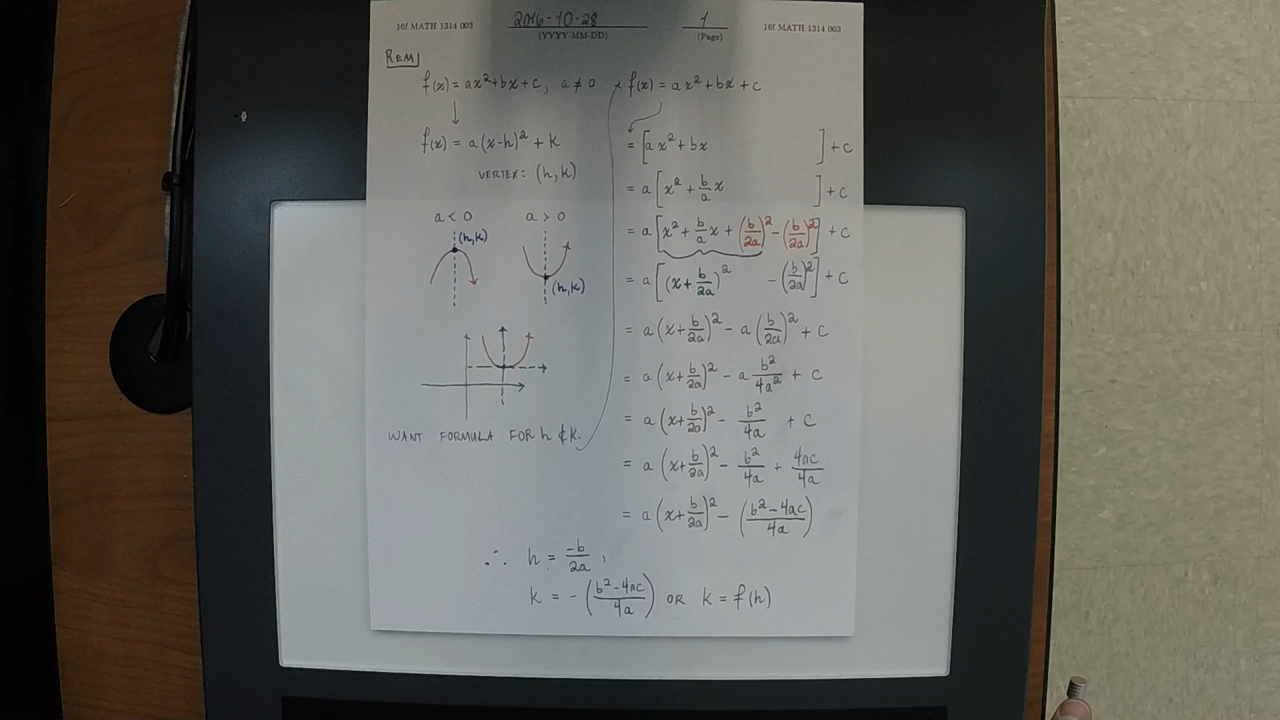 16f MATH 1314 003 2016-10-28 (YYYY-MM-DD) 1 (Page) 16f MATH 1314 003
REM
f(x) = ax²+bx+c, a ≠ 0
f(x) = a(x-h)² + k
VERTEX: (h,k)
a < 0 a > 0
(h,k)
(h,k)
WANT FORMULA FOR h & k.
f(x) = ax² + bx + c
= [ax² + bx ] + c
= a [x² + b/a x ] + c
= a [x² + b/a x + (b/2a)² - (b/2a)²] + c
= a [(x + b/2a)² - (b/2a)²] + c
= a (x + b/2a)² - a (b/2a)² + c
= a (x + b/2a)² - a b²/4a² + c
= a (x + b/2a)² - b²/4a + c
= a (x + b/2a)² - b²/4a + 4ac/4a
= a (x + b/2a)² - (b² - 4ac/4a)
∴ h = -b/2a ,
k = - (b² - 4ac/4a) OR k = f(h)